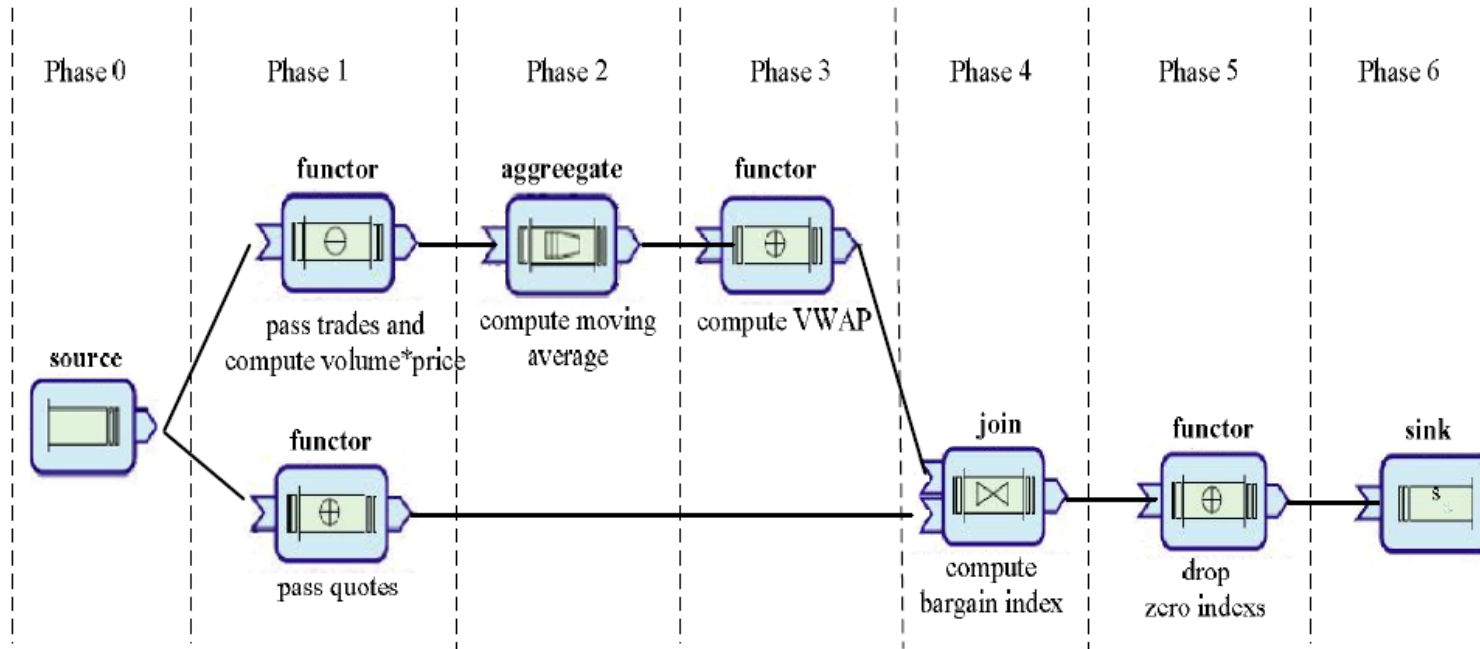 Phase 0
Phase 1
Phase 2
Phase 3
Phase 4
Phase 5
Phase 6
functor
aggreegate
functor
pass trades and
compute volume*price
compute moving
average
compute VWAP
source
functor
join
functor
sink
s
pass quotes
compute
bargain index
drop
zero indexs